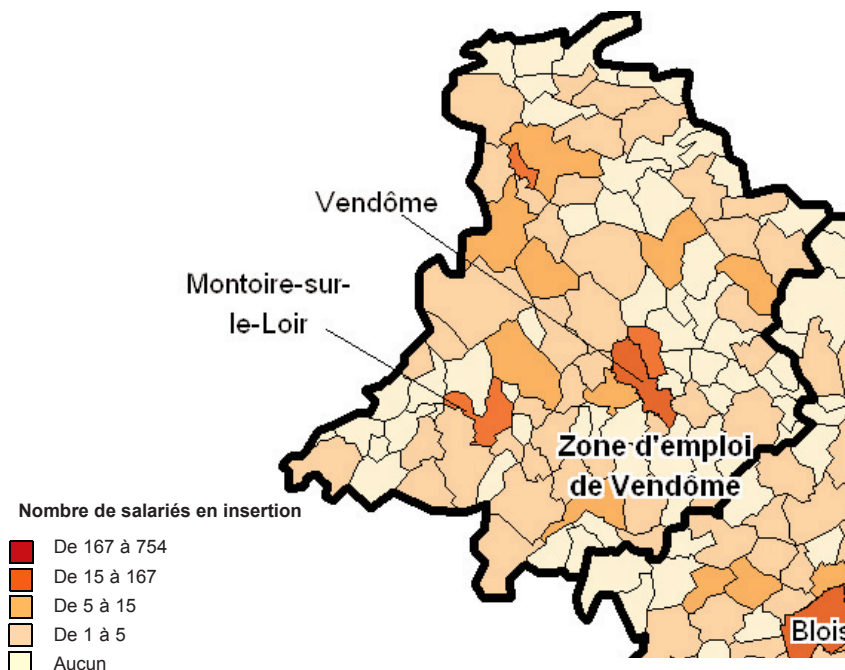 Vendôme
Montoire-sur-
le-Loir
Zone d'emploi
de Vendôme
Nombre de salariés en insertion
De 167 à 754
De 15 à 167
De 5 à 15
De 1 à 5
Aucun
Blois